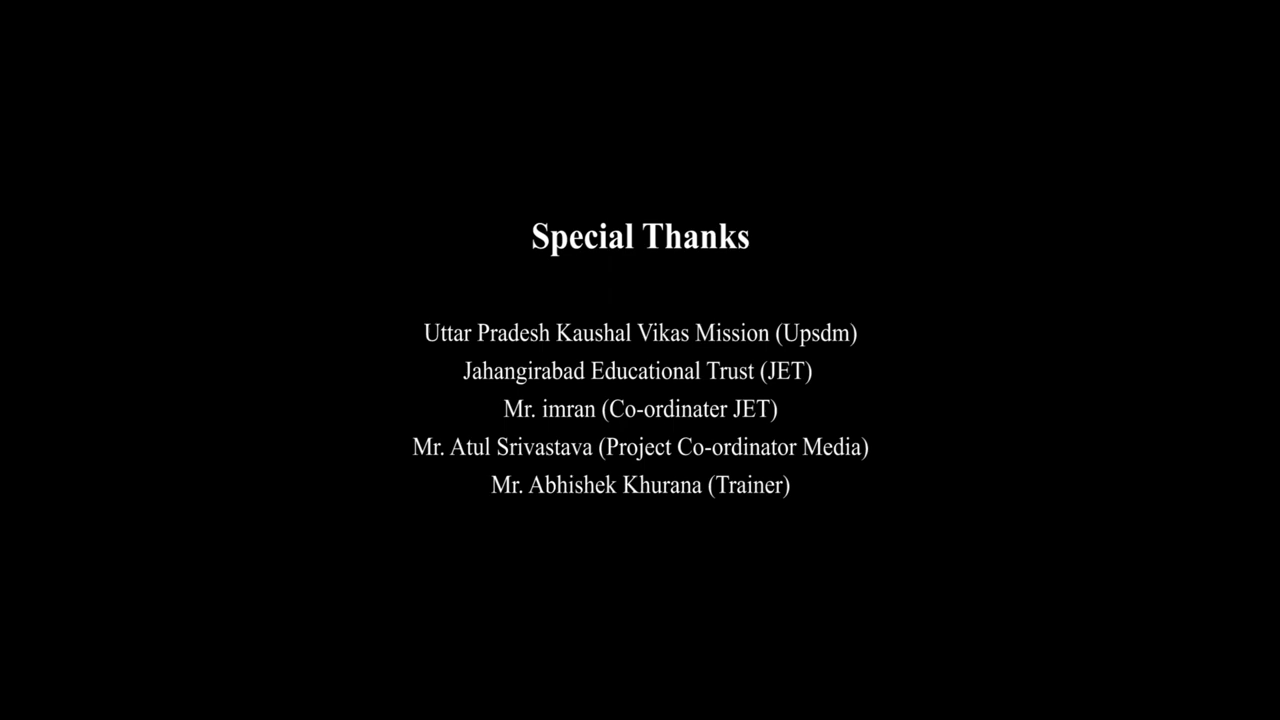 Special Thanks
Uttar Pradesh Kaushal Vikas Mission (Upsdm)
Jahangirabad Educational Trust (JET)
Mr. imran (Co-ordinater JET)
Mr. Atul Srivastava (Project Co-ordinator Media)
Mr. Abhishek Khurana (Trainer)